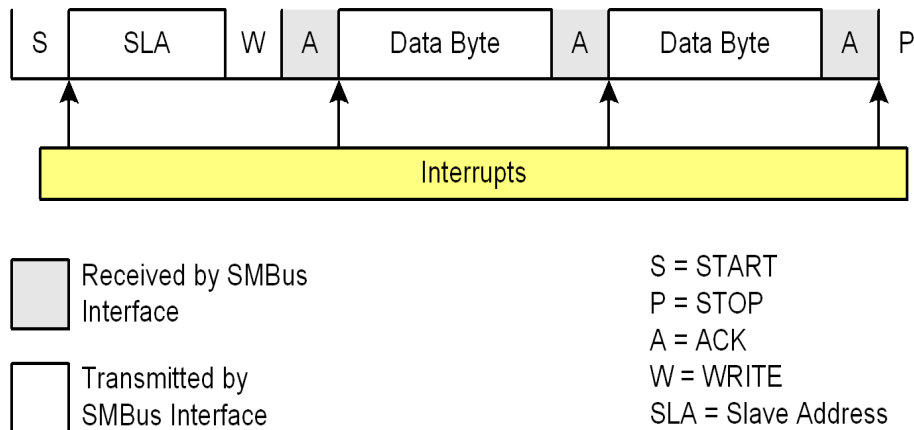 S SLA W A Data Byte A Data Byte A P
Interrupts
Received by SMBus
Interface
Transmitted by
SMBus Interface
S = START
P = STOP
A = ACK
W = WRITE
SLA = Slave Address